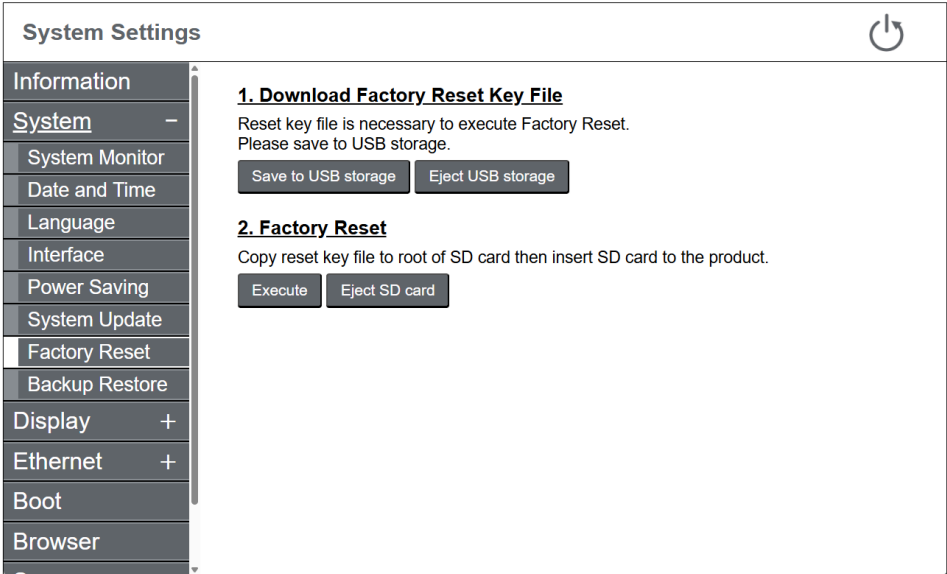 System Settings
Information
System −
System Monitor
Date and Time
Language
Interface
Power Saving
System Update
Factory Reset
Backup Restore
Display +
Ethernet +
Boot
Browser
1. Download Factory Reset Key File
Reset key file is necessary to execute Factory Reset.
Please save to USB storage.
Save to USB storage Eject USB storage
2. Factory Reset
Copy reset key file to root of SD card then insert SD card to the product.
Execute Eject SD card